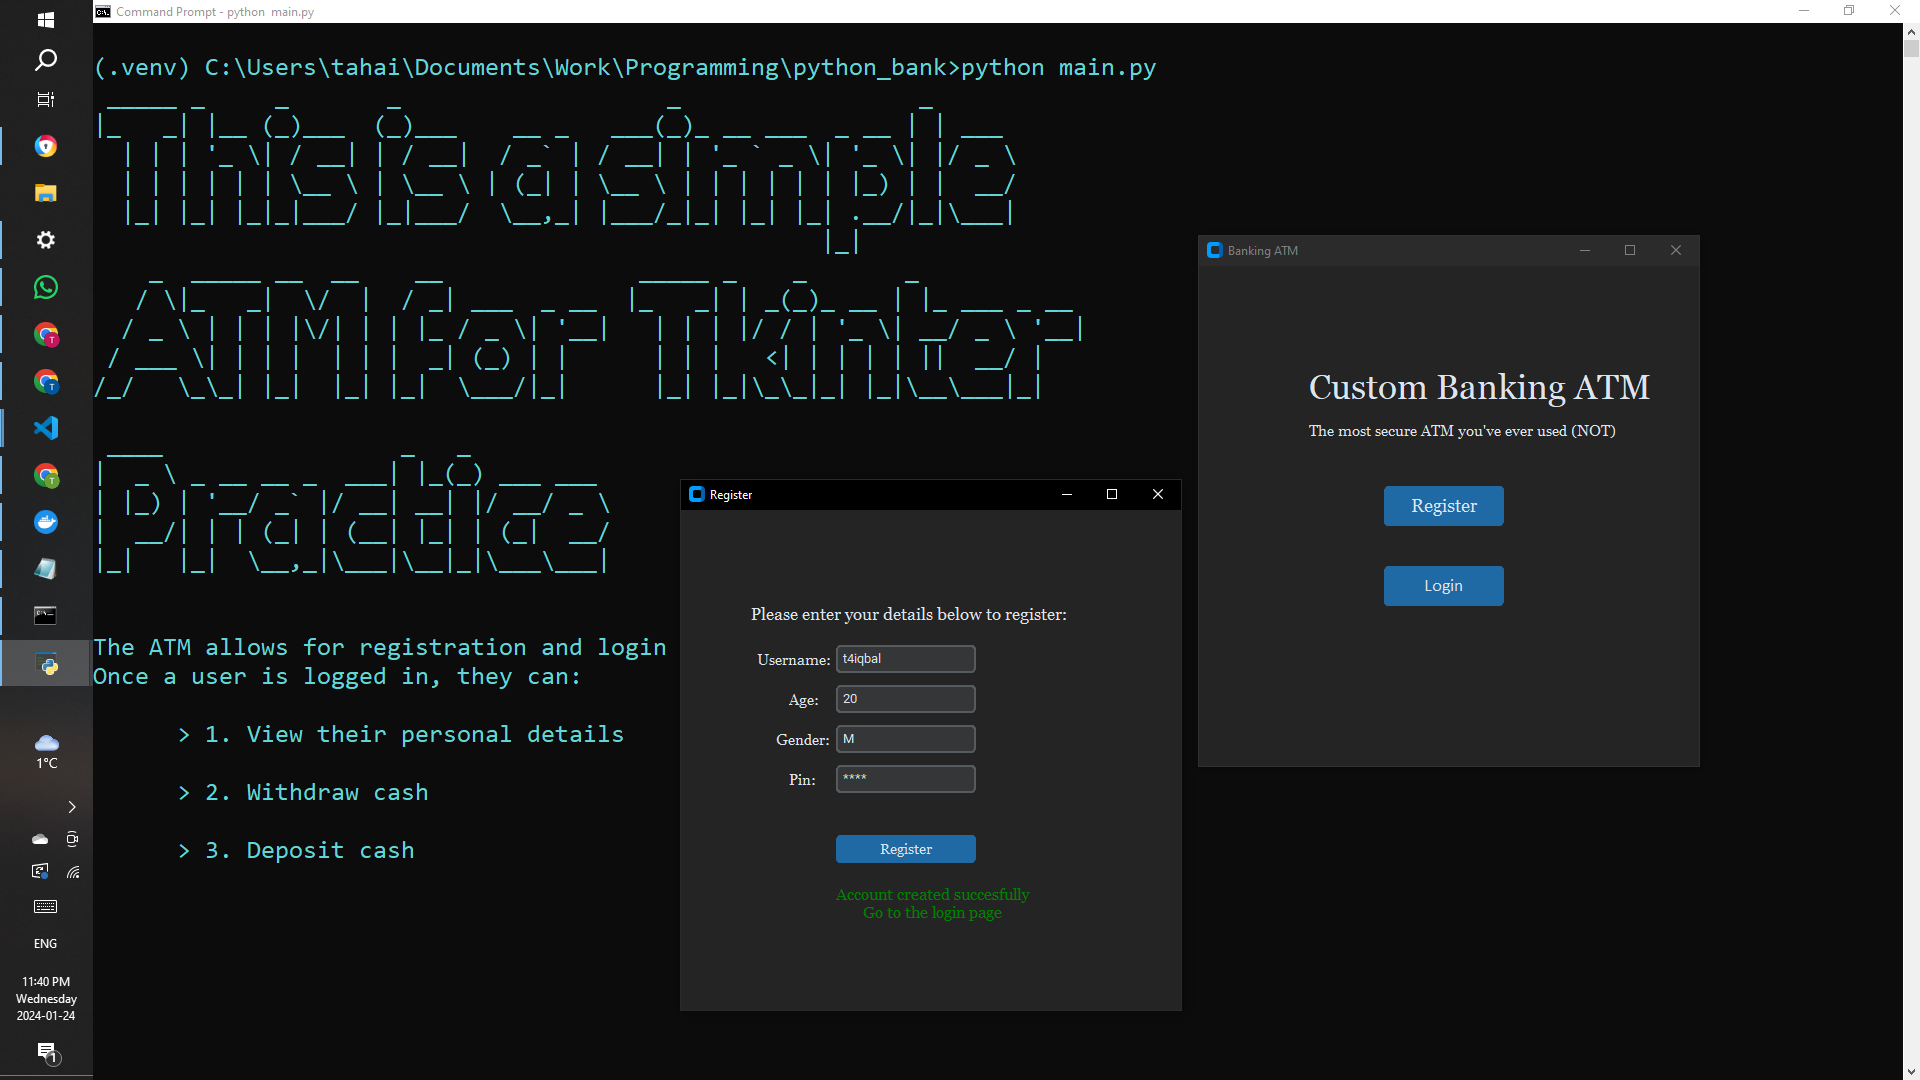 Command Prompt - python  main.py
(.venv) C:\Users\tahai\Documents\Work\Programming\python_bank>python main.py
This is a simple
ATM for Tkinter
Practice
The ATM allows for registration and login
Once a user is logged in, they can:
> 1. View their personal details
> 2. Withdraw cash
> 3. Deposit cash
Register
Please enter your details below to register:
Username: t4iqbal
Age: 20
Gender: M
Pin: ****
Register
Account created succesfully
Go to the login page
Banking ATM
Custom Banking ATM
The most secure ATM you've ever used (NOT)
Register
Login
T
T
T
1°C
ENG
11:40 PM
Wednesday
2024-01-24
1